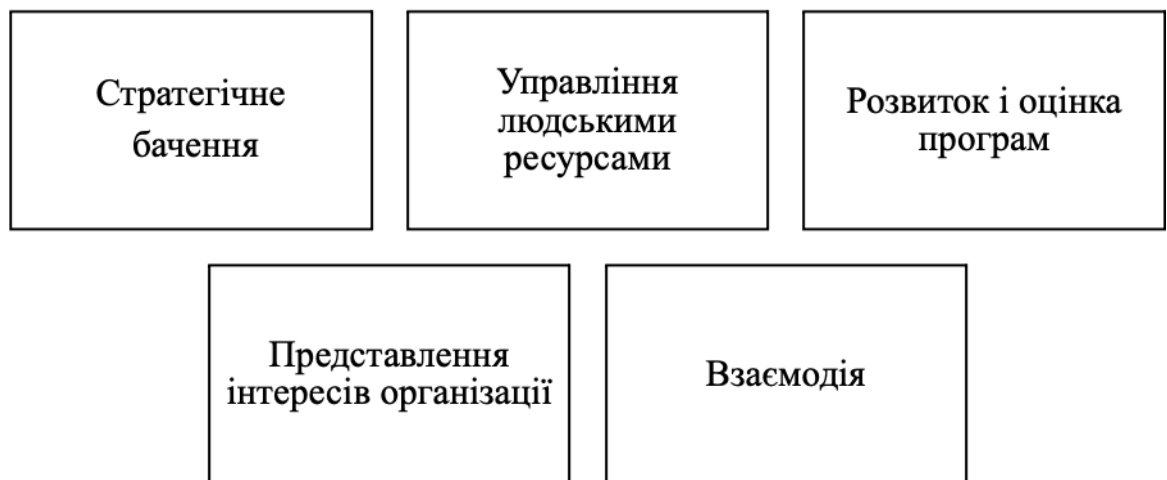 Стратегічне
бачення
Управління
людськими
ресурсами
Розвиток і оцінка
програм
Представлення
інтересів організації
Взаємодія